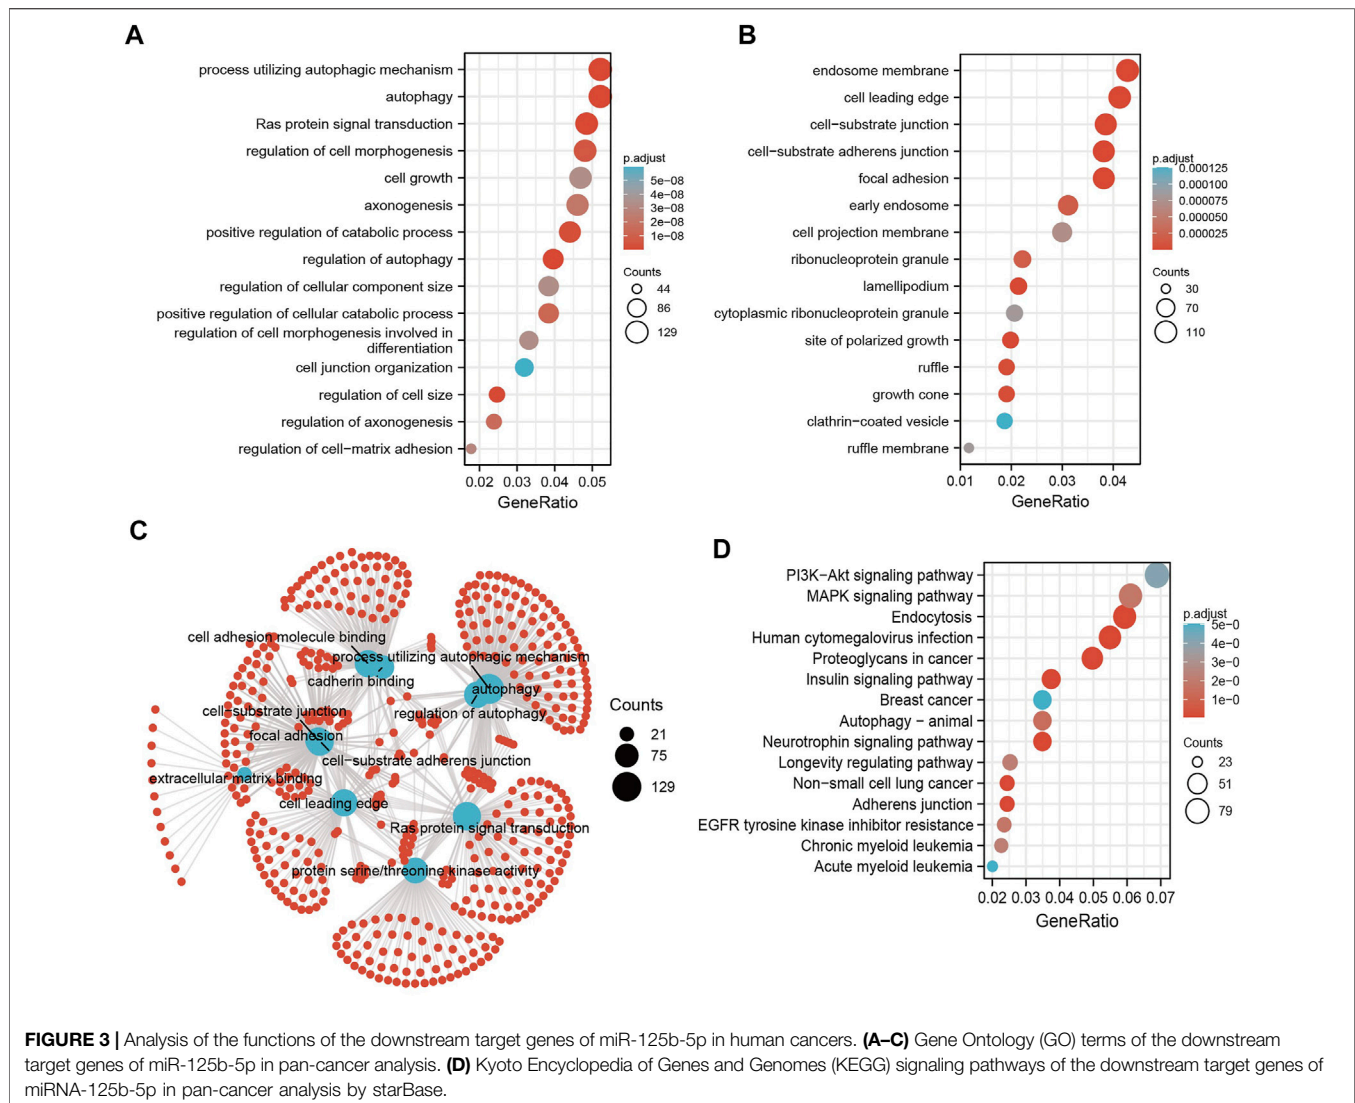 A
process utilizing autophagic mechanism
autophagy
Ras protein signal transduction
regulation of cell morphogenesis
cell growth
axonogenesis
positive regulation of catabolic process
regulation of autophagy
regulation of cellular component size
positive regulation of cellular catabolic process
regulation of cell morphogenesis involved in
differentiation
cell junction organization
regulation of cell size
regulation of axonogenesis
regulation of cell−matrix adhesion
0.02 0.03 0.04 0.05
GeneRatio
p.adjust
5e−08
4e−08
3e−08
2e−08
1e−08
Counts
44
86
129
B
endosome membrane
cell leading edge
cell−substrate junction
cell−substrate adherens junction
focal adhesion
early endosome
cell projection membrane
ribonucleoprotein granule
lamellipodium
cytoplasmic ribonucleoprotein granule
site of polarized growth
ruffle
growth cone
clathrin−coated vesicle
ruffle membrane
0.01 0.02 0.03 0.04
GeneRatio
p.adjust
0.000125
0.000100
0.000075
0.000050
0.000025
Counts
30
70
110
C
cell adhesion molecule binding
process utilizing autophagic mechanism
cadherin binding
autophagy
cell−substrate junction
regulation of autophagy
focal adhesion
cell−substrate adherens junction
extracellular matrix binding
cell leading edge
Ras protein signal transduction
protein serine/threonine kinase activity
Counts
21
75
129
D
PI3K−Akt signaling pathway
MAPK signaling pathway
Endocytosis
Human cytomegalovirus infection
Proteoglycans in cancer
Insulin signaling pathway
Breast cancer
Autophagy − animal
Neurotrophin signaling pathway
Longevity regulating pathway
Non−small cell lung cancer
Adherens junction
EGFR tyrosine kinase inhibitor resistance
Chronic myeloid leukemia
Acute myeloid leukemia
0.02 0.03 0.04 0.05 0.06 0.07
GeneRatio
p.adjust
5e−0
4e−0
3e−0
2e−0
1e−0
Counts
23
51
79
FIGURE 3 | Analysis of the functions of the downstream target genes of miR-125b-5p in human cancers. (A–C) Gene Ontology (GO) terms of the downstream
target genes of miR-125b-5p in pan-cancer analysis. (D) Kyoto Encyclopedia of Genes and Genomes (KEGG) signaling pathways of the downstream target genes of
miRNA-125b-5p in pan-cancer analysis by starBase.